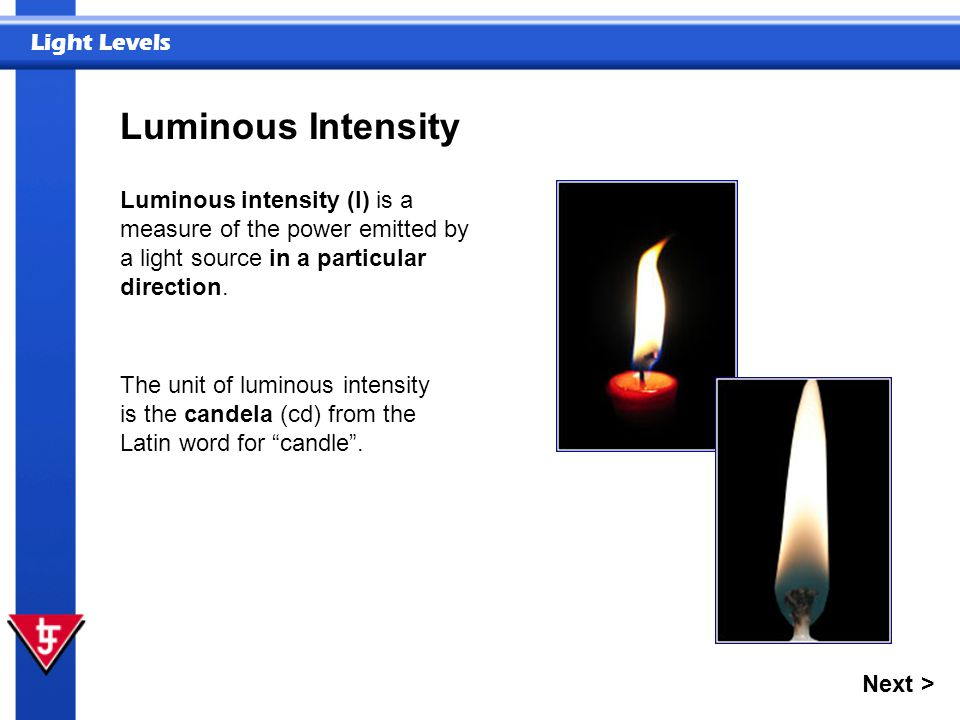 Light Levels
Luminous Intensity
Luminous intensity (I) is a
measure of the power emitted by
a light source in a particular
direction.
The unit of luminous intensity
is the candela (cd) from the
Latin word for “candle”.
Next >